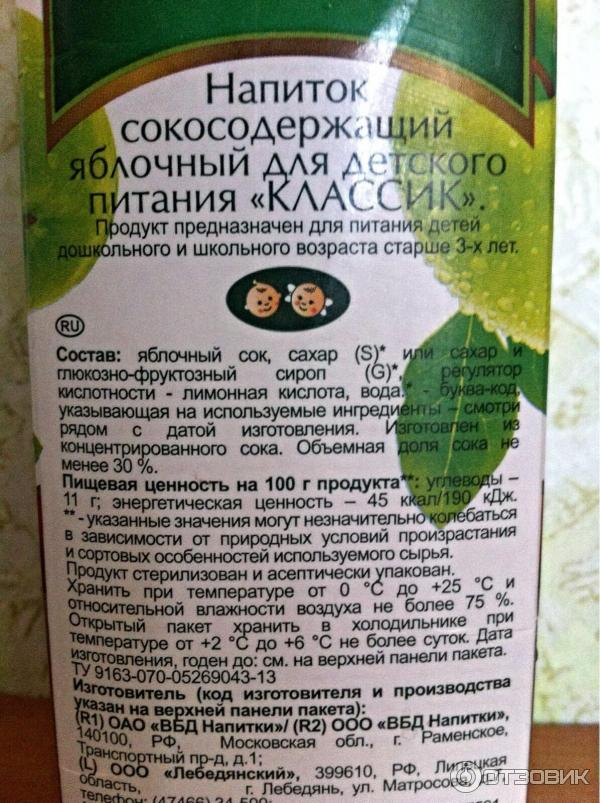 Напиток
сокосодержащий
яблочный для детского
питания «КЛАССИК».
Продукт предназначен для питания детей
дошкольного и школьного возраста старше 3-х лет.
RU
Состав: яблочный сок, сахар (S)* или сахар и
глюкозно-фруктозный сироп (G)*, регулятор
кислотности - лимонная кислота, вода.* - буква-код,
указывающая на используемые ингредиенты – смотри
рядом с датой изготовления. Изготовлен из
концентрированного сока. Объемная доля сока не
менее 30 %.
Пищевая ценность на 100 г продукта**: углеводы –
11 г; энергетическая ценность – 45 ккал/190 кДж.
** - указанные значения могут незначительно колебаться
в зависимости от природных условий произрастания
и сортовых особенностей используемого сырья.
Продукт стерилизован и асептически упакован.
Хранить при температуре от 0 °С до +25 °С и
относительной влажности воздуха не более 75 %.
Открытый пакет хранить в холодильнике при
температуре от +2 °С до +6 °С не более суток. Дата
изготовления, годен до: см. на верхней панели пакета.
ТУ 9163-070-05269043-13
Изготовитель (код изготовителя и производства
указан на верхней панели пакета):
(R1) ОАО «ВБД Напитки»/ (R2) ООО «ВБД Напитки»,
140100, РФ, Московская обл., г. Раменское,
Транспортный пр-д, д.1;
(L) ООО «Лебедянский», 399610, РФ, Липецкая
область, г. Лебедянь, ул. Матросова,
телефон: (47466)
ОТЗОВИК